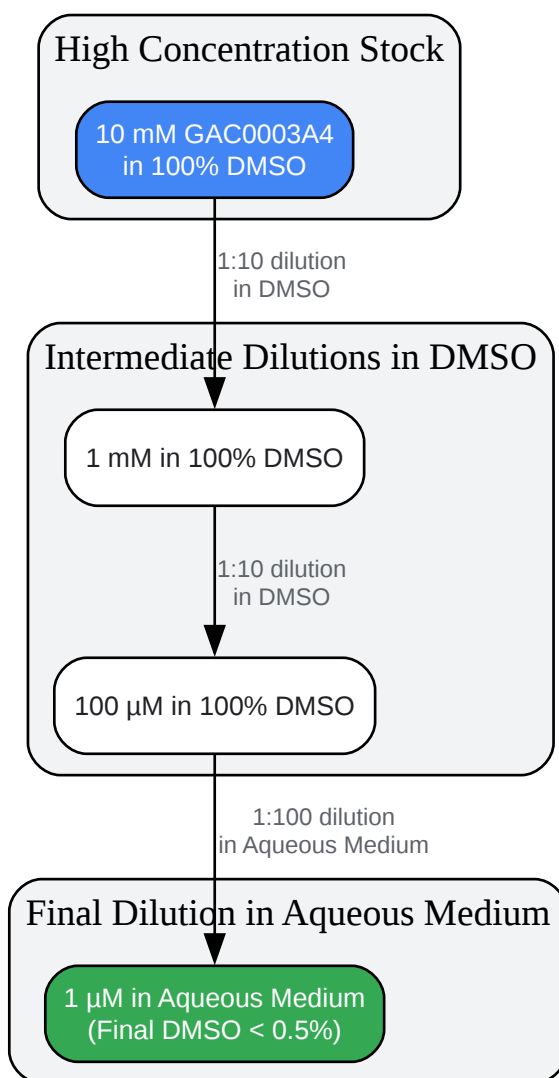 High Concentration Stock
10 mM GAC0003A4
in 100% DMSO
1:10 dilution
in DMSO
Intermediate Dilutions in DMSO
1 mM in 100% DMSO
1:10 dilution
in DMSO
100 µM in 100% DMSO
1:100 dilution
in Aqueous Medium
Final Dilution in Aqueous Medium
1 µM in Aqueous Medium
(Final DMSO < 0.5%)